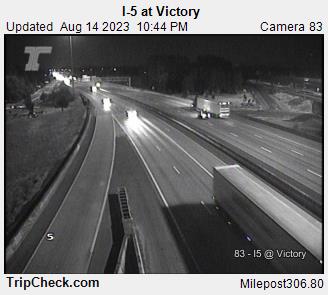 I-5 at Victory
Updated  Aug 14 2023  10:44 PM
Camera 83
T
5
83 - I5 @ Victory
TripCheck.com
Milepost306.80